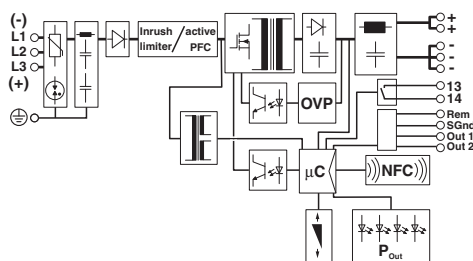 (-)
L1
L2
L3
(+)
Inrush limiter/active PFC
+
+
-
-
-
OVP
13
14
Rem
SGnd
Out 1
Out 2
µC
NFC
P Out